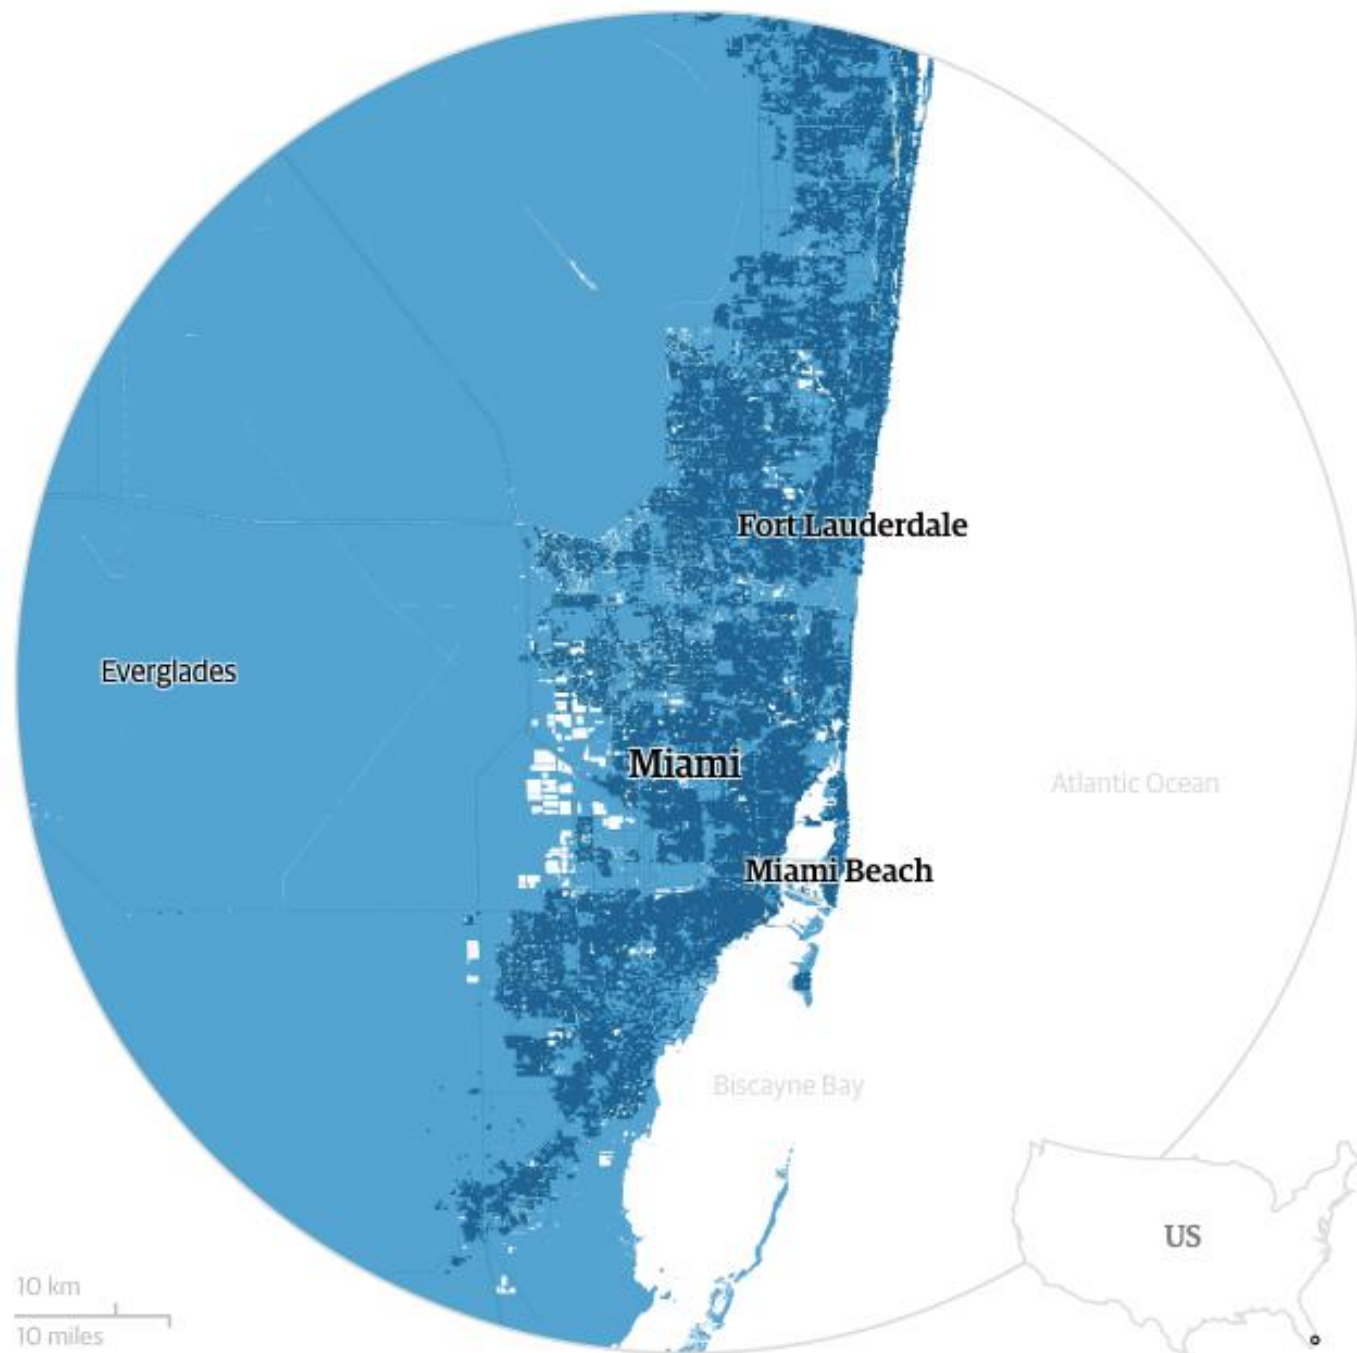 Fort Lauderdale
Everglades
Miami
Atlantic Ocean
Miami Beach
Biscayne Bay
US
10 km
10 miles